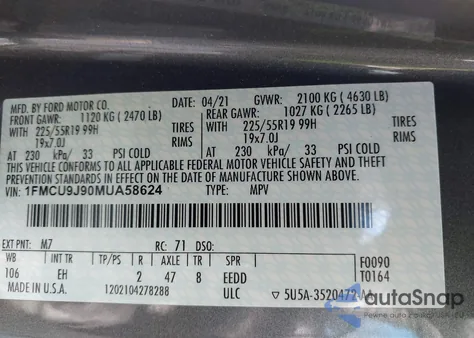 MFD. BY FORD MOTOR CO. DATE: 04/21 GVWR: 2100 KG ( 4630 LB)
FRONT GAWR: 1120 KG ( 2470 LB) REAR GAWR: 1027 KG ( 2265 LB)
WITH 225/55R19 99H TIRES WITH 225/55R19 99H TIRES
19x7.0J RIMS 19x7.0J RIMS
AT 230 kPa/ 33 PSI COLD AT 230 kPa/ 33 PSI COLD
THIS VEHICLE CONFORMS TO ALL APPLICABLE FEDERAL MOTOR VEHICLE SAFETY AND THEFT
PREVENTION STANDARDS IN EFFECT ON THE DATE OF MANUFACTURE SHOWN ABOVE.
VIN: 1FMCU9J90MUA58624 TYPE: MPV
EXT PNT: M7 RC: 71 DSO:
WB INT TR TP/PS R AXLE TR SPR F0090
106 EH 2 47 8 EEDD T0164
MADE IN U.S.A. 1202104278288 ULC ▽ 5U5A-3520472-
autoSnap
Pewne auto z USA